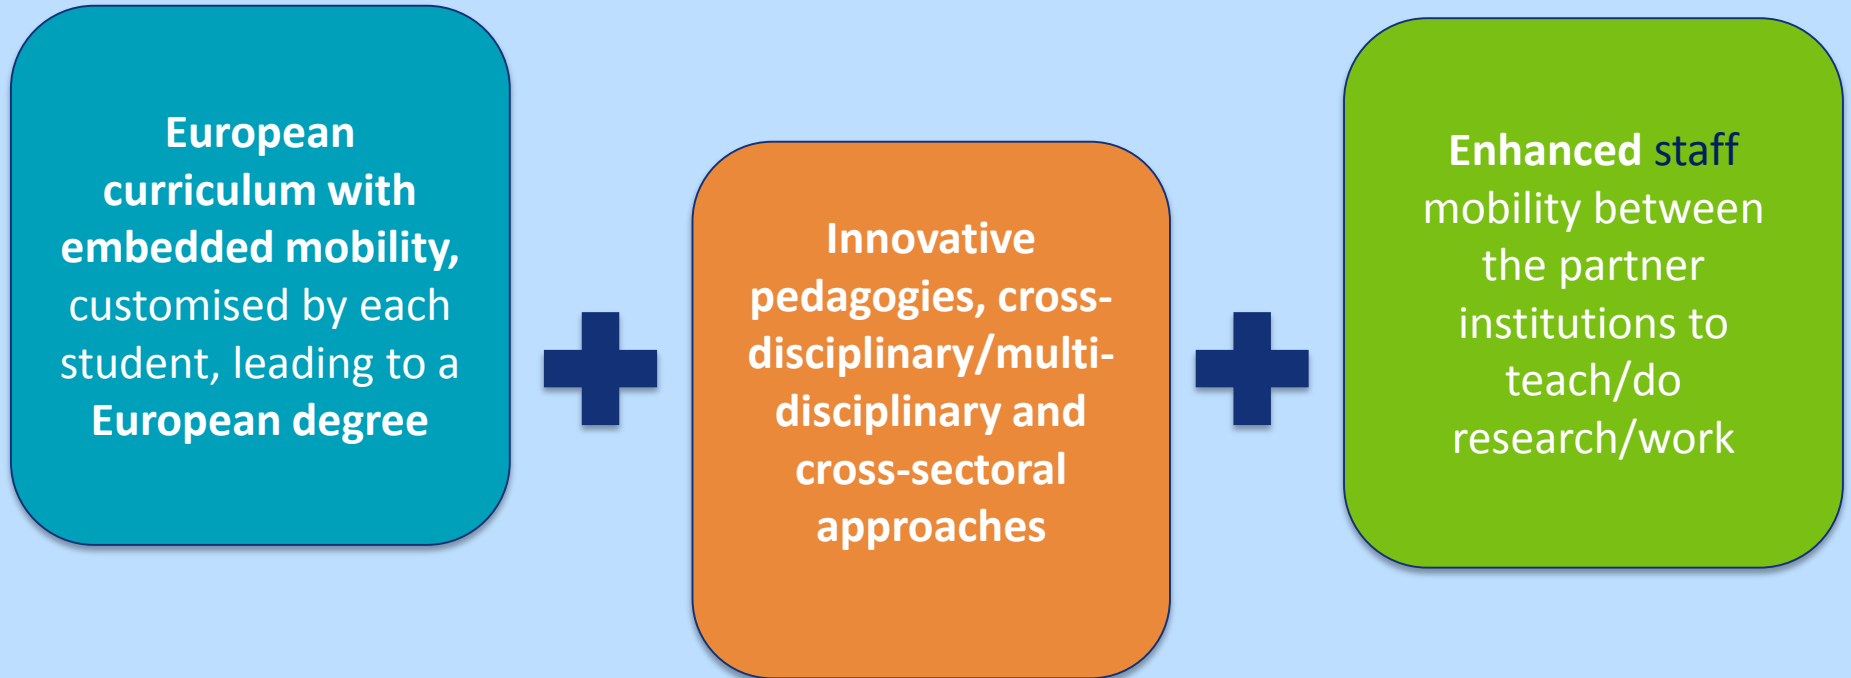 European
curriculum with
embedded mobility,
customised by each
student, leading to a
European degree
Innovative
pedagogies, cross-
disciplinary/multi-
disciplinary and
cross-sectoral
approaches
Enhanced staff
mobility between
the partner
institutions to
teach/do
research/work